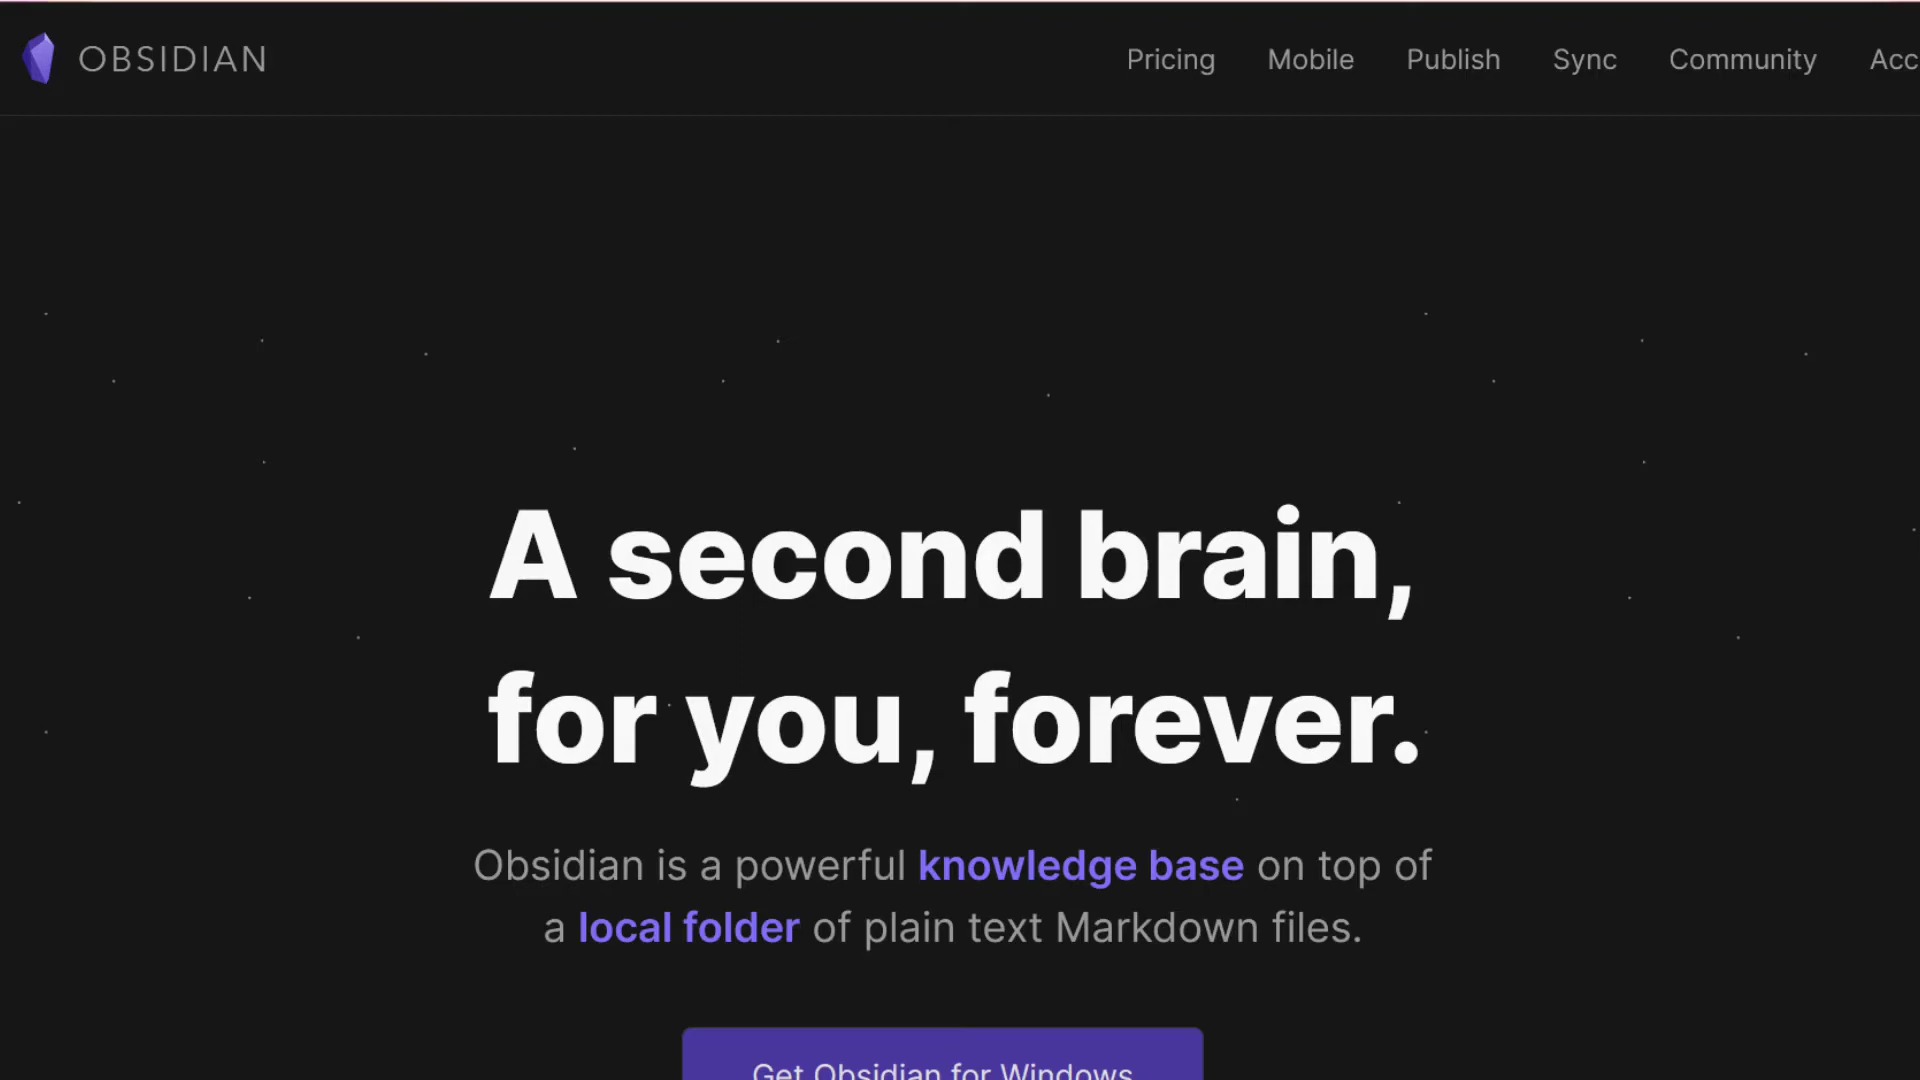 OBSIDIAN
Pricing Mobile Publish Sync Community Acc
A second brain,
for you, forever.
Obsidian is a powerful knowledge base on top of
a local folder of plain text Markdown files.
Get Obsidian for Windows